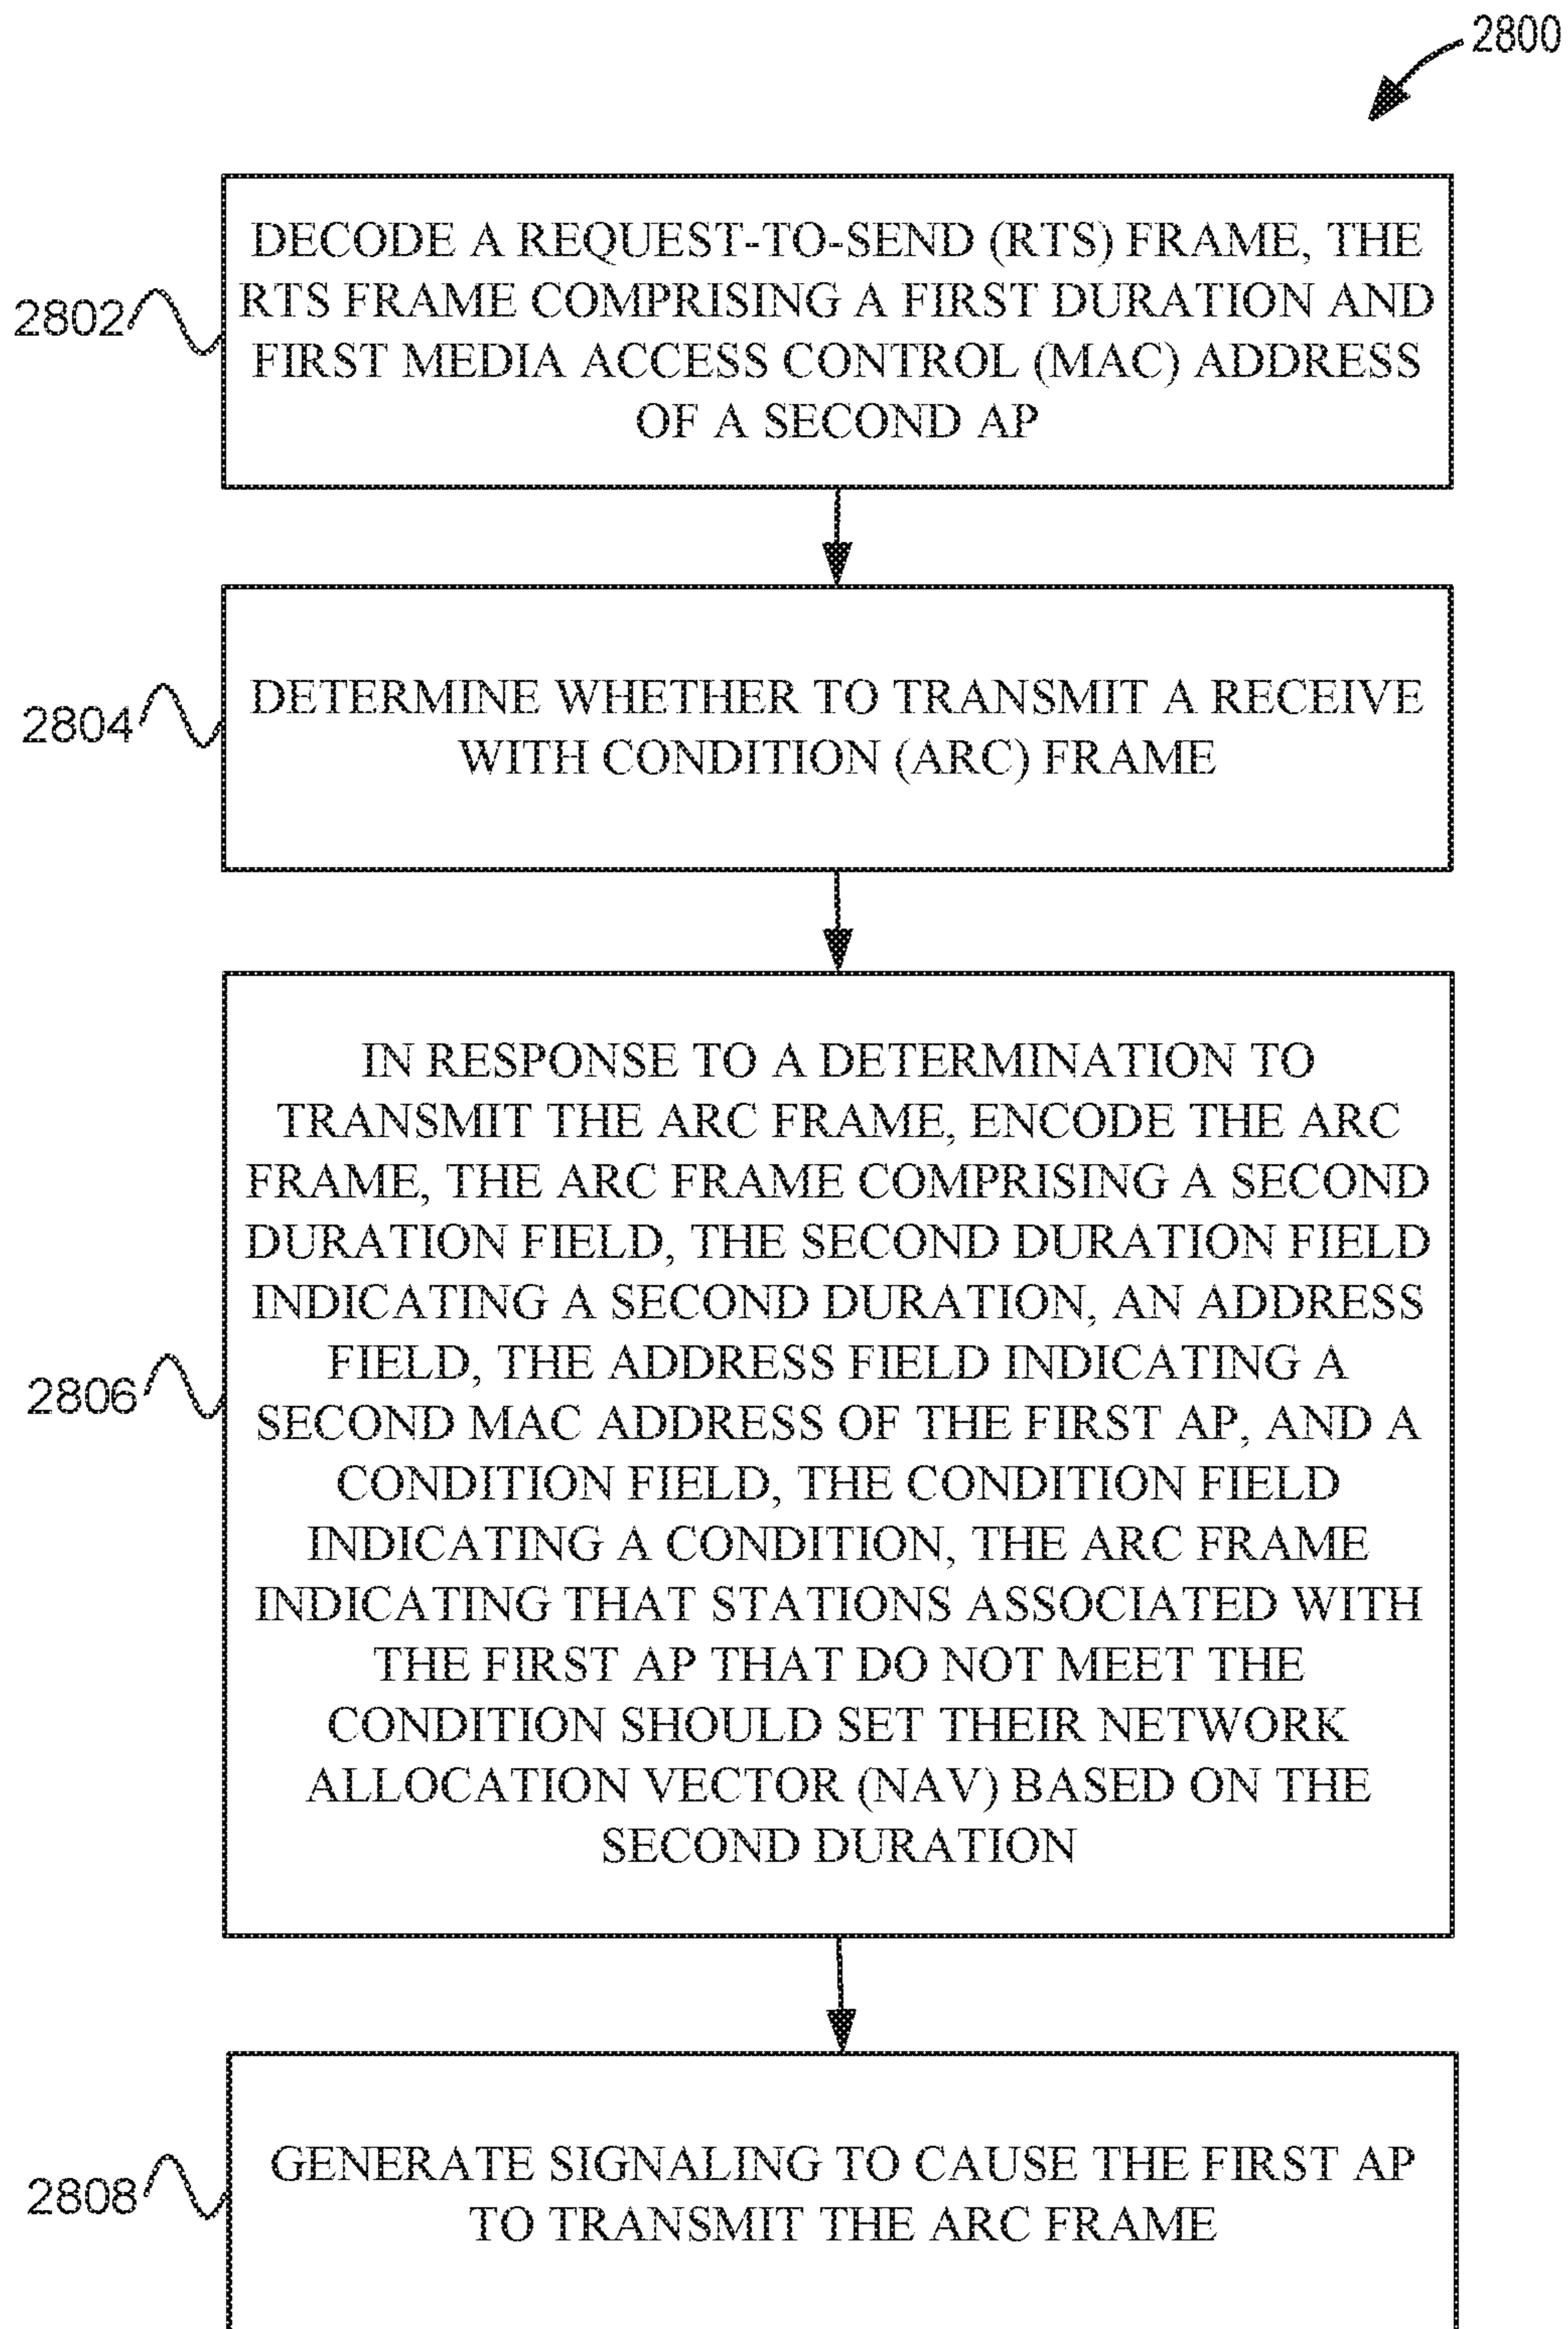 2800
DECODE A REQUEST-TO-SEND (RTS) FRAME, THE
RTS FRAME COMPRISING A FIRST DURATION AND
FIRST MEDIA ACCESS CONTROL (MAC) ADDRESS
OF A SECOND AP
2802
DETERMINE WHETHER TO TRANSMIT A RECEIVE
WITH CONDITION (ARC) FRAME
2804
IN RESPONSE TO A DETERMINATION TO
TRANSMIT THE ARC FRAME, ENCODE THE ARC
FRAME, THE ARC FRAME COMPRISING A SECOND
DURATION FIELD, THE SECOND DURATION FIELD
INDICATING A SECOND DURATION, AN ADDRESS
FIELD, THE ADDRESS FIELD INDICATING A
SECOND MAC ADDRESS OF THE FIRST AP, AND A
CONDITION FIELD, THE CONDITION FIELD
INDICATING A CONDITION, THE ARC FRAME
INDICATING THAT STATIONS ASSOCIATED WITH
THE FIRST AP THAT DO NOT MEET THE
CONDITION SHOULD SET THEIR NETWORK
ALLOCATION VECTOR (NAV) BASED ON THE
SECOND DURATION
2806
GENERATE SIGNALING TO CAUSE THE FIRST AP
TO TRANSMIT THE ARC FRAME
2808